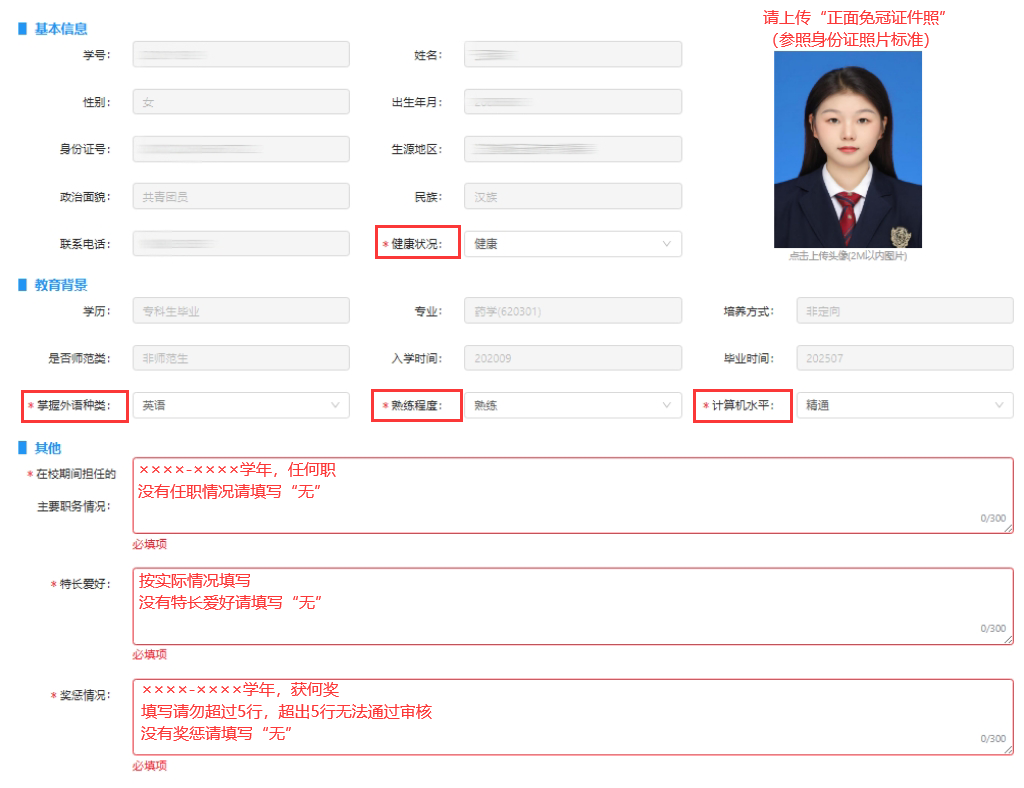 请上传“正面免冠证件照”
(参照身份证照片标准)
基本信息
学号:
姓名:
性别: 女
出生年月:
身份证号:
生源地区:
政治面貌: 共青团员
民族: 汉族
联系电话:
*健康状况: 健康
点击上传头像(2M以内图片)
教育背景
学历: 专科生毕业
专业: 药学(620301)
培养方式: 非定向
是否师范类: 非师范生
入学时间: 202009
毕业时间: 202507
*掌握外语种类: 英语
*熟练程度: 熟练
*计算机水平: 精通
其他
*在校期间担任的
主要职务情况:
××××-××××学年，任何职
没有任职情况请填写“无”
0/300
必填项
*特长爱好:
按实际情况填写
没有特长爱好请填写“无”
0/300
必填项
*奖惩情况:
××××-××××学年，获何奖
填写请勿超过5行，超出5行无法通过审核
没有奖惩请填写“无”
0/300
必填项